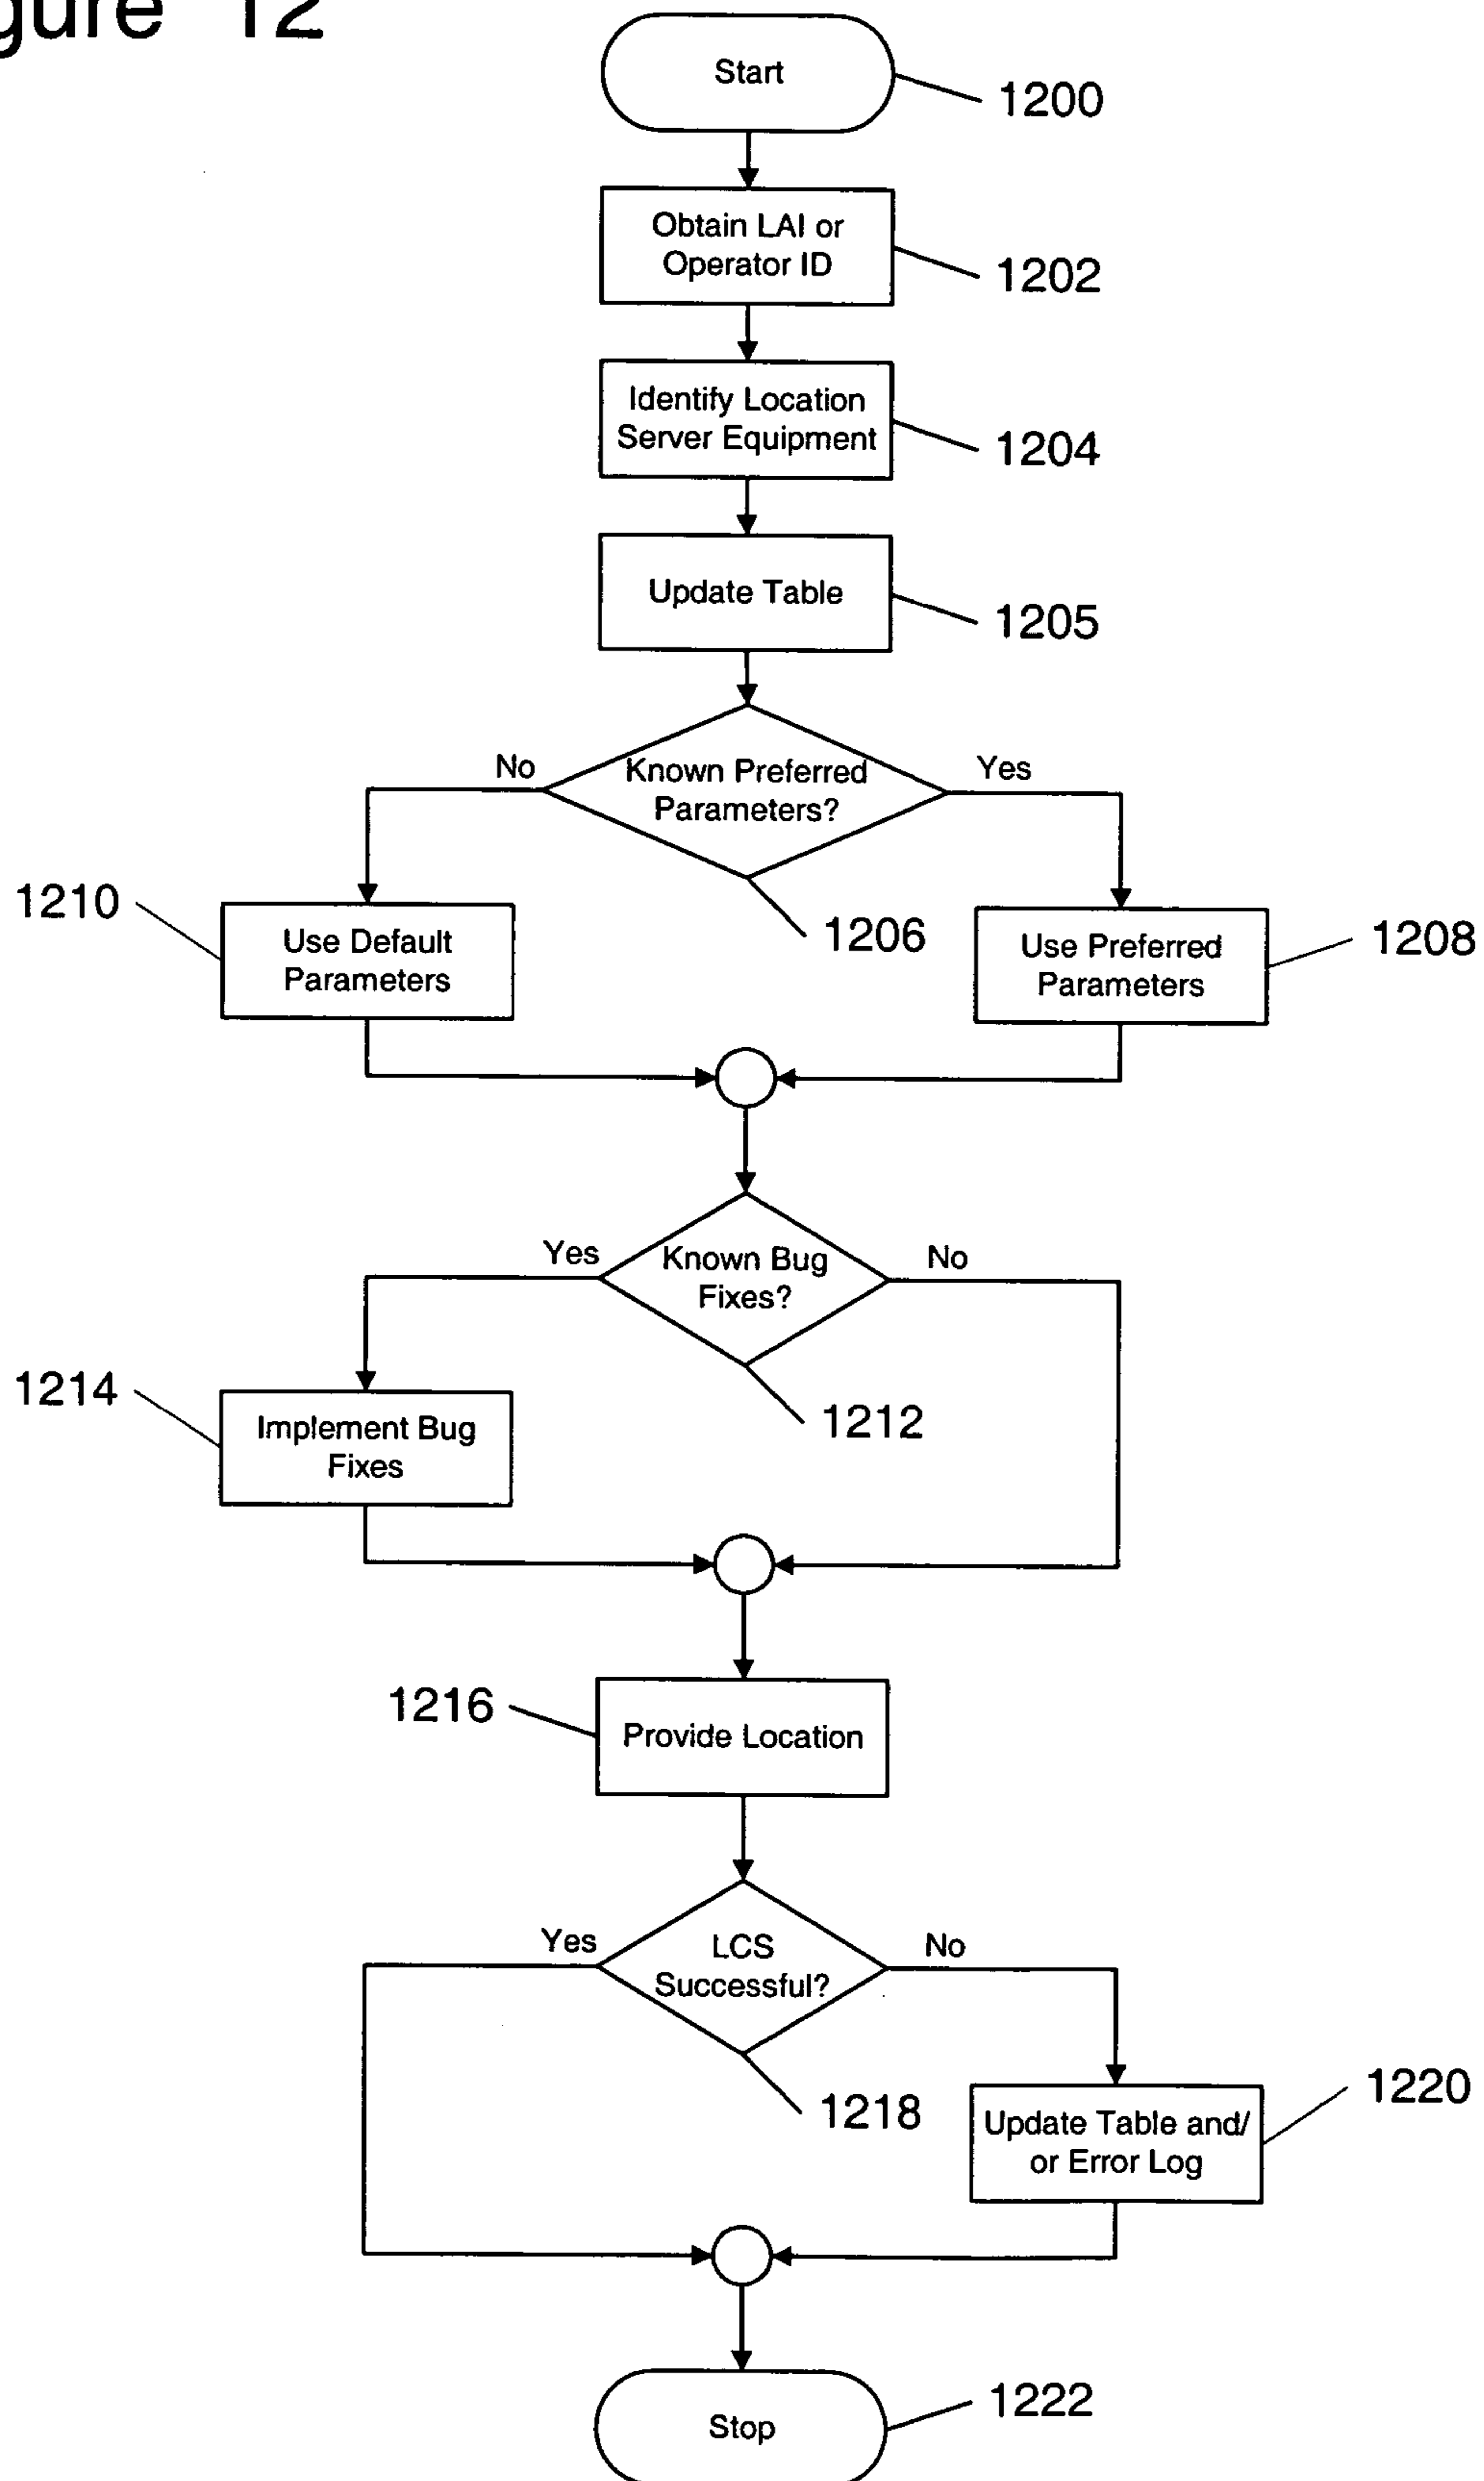 gure 12
Start
1200
Obtain LAI or
Operator ID
1202
Identify Location
Server Equipment
1204
Update Table
1205
No
Known Preferred
Parameters?
Yes
1206
1210
Use Default
Parameters
Use Preferred
Parameters
1208
Yes
Known Bug
Fixes?
No
1212
1214
Implement Bug
Fixes
1216
Provide Location
Yes
LCS
Successful?
No
1218
Update Table and/
or Error Log
1220
Stop
1222